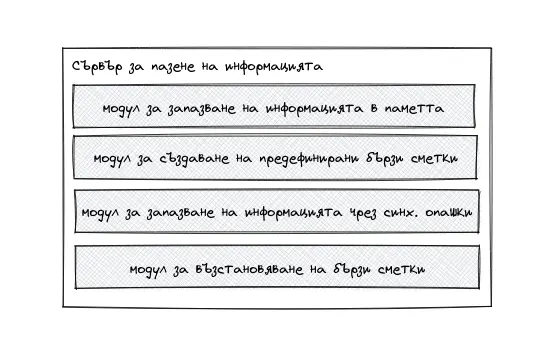 Сървър за пазене на информацията
модул за запазване на информацията в паметта
модул за създаване на предефинирани бързи сметки
модул за запазване на информацията чрез синх. опашки
модул за възстановяване на бързи сметки